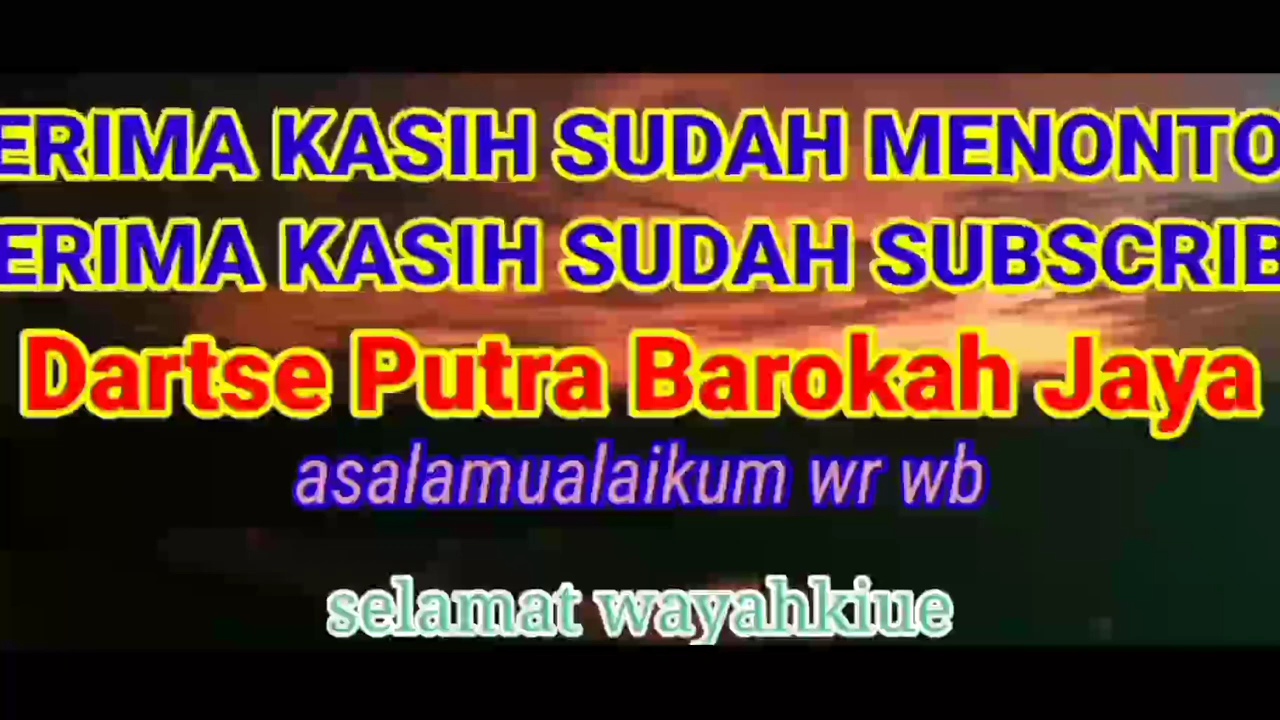 ERIMA KASIH SUDAH MENONTO
ERIMA KASIH SUDAH SUBSCRIB
Dartse Putra Barokah Jaya
asalamualaikum wr wb
selamat wayahkiue